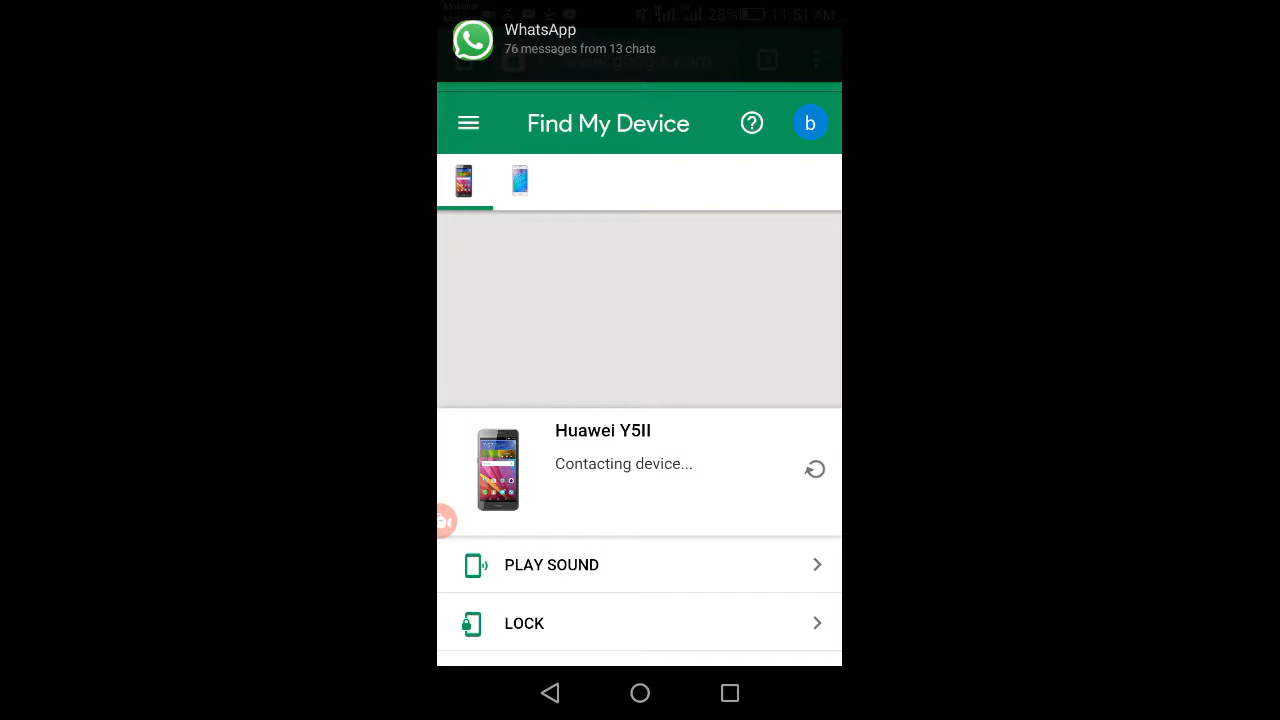 28% 11:51 AM
WhatsApp
76 messages from 13 chats
Find My Device
b
Huawei Y5II
Contacting device...
PLAY SOUND
LOCK